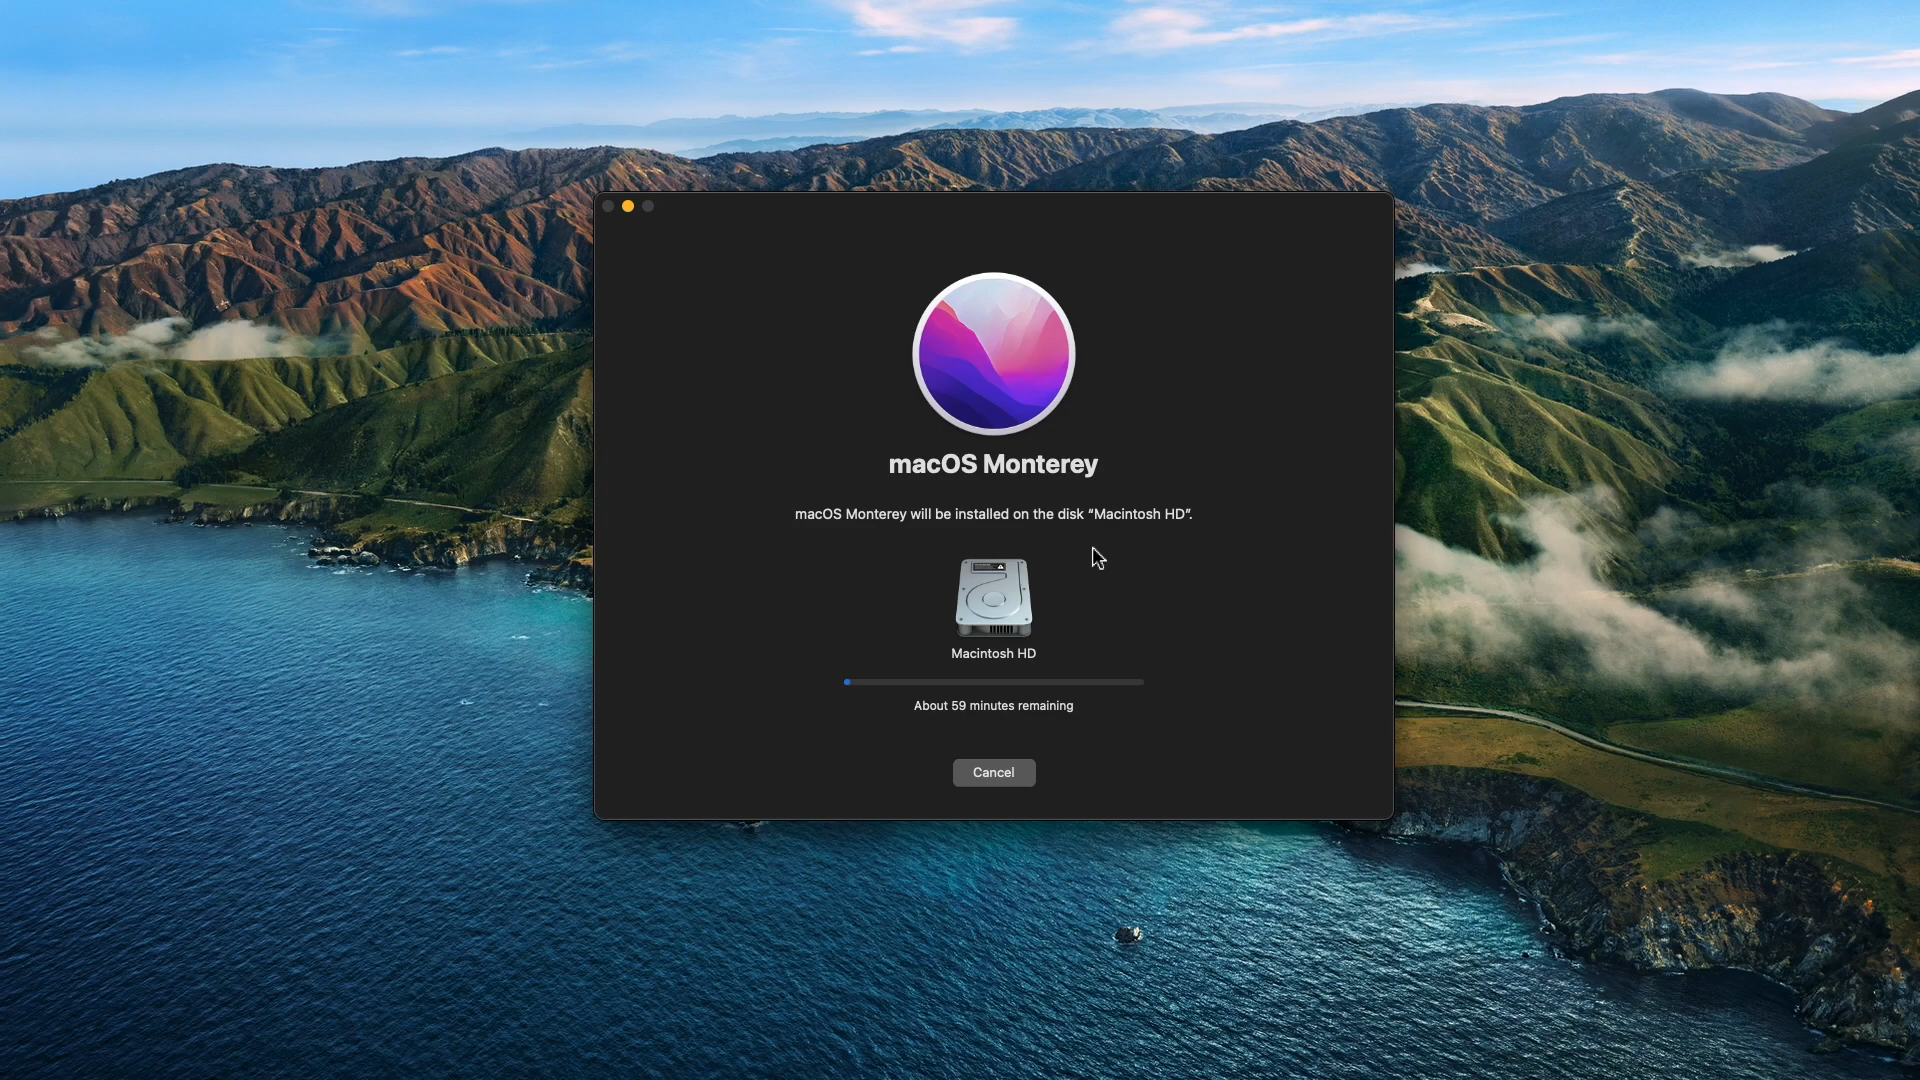 macOS Monterey
macOS Monterey will be installed on the disk “Macintosh HD”.
Macintosh HD
About 59 minutes remaining
Cancel